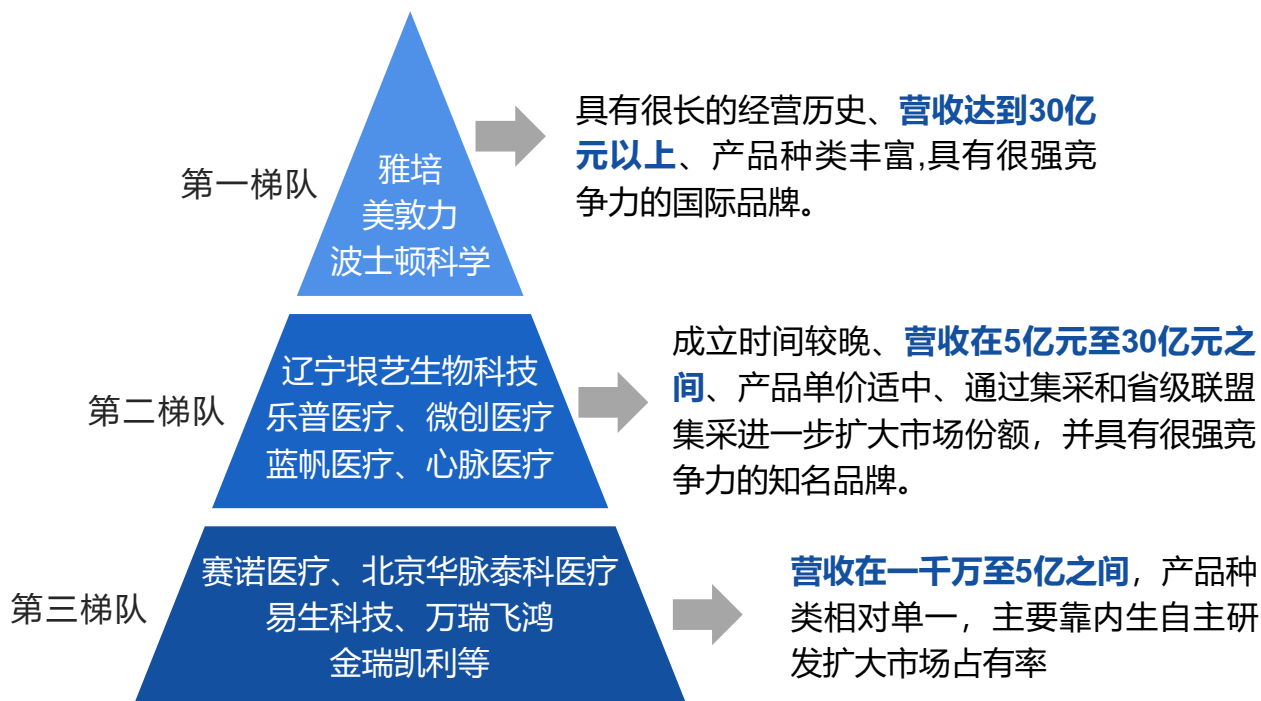 第一梯队
雅培
美敦力
波士顿科学
具有很长的经营历史、营收达到30亿
元以上、产品种类丰富,具有很强竞
争力的国际品牌。
第二梯队
辽宁垠艺生物科技
乐普医疗、微创医疗
蓝帆医疗、心脉医疗
成立时间较晚、营收在5亿元至30亿元之
间、产品单价适中、通过集采和省级联盟
集采进一步扩大市场份额，并具有很强竞
争力的知名品牌。
第三梯队
赛诺医疗、北京华脉泰科医疗
易生科技、万瑞飞鸿
金瑞凯利等
营收在一千万至5亿之间，产品种
类相对单一，主要靠内生自主研
发扩大市场占有率